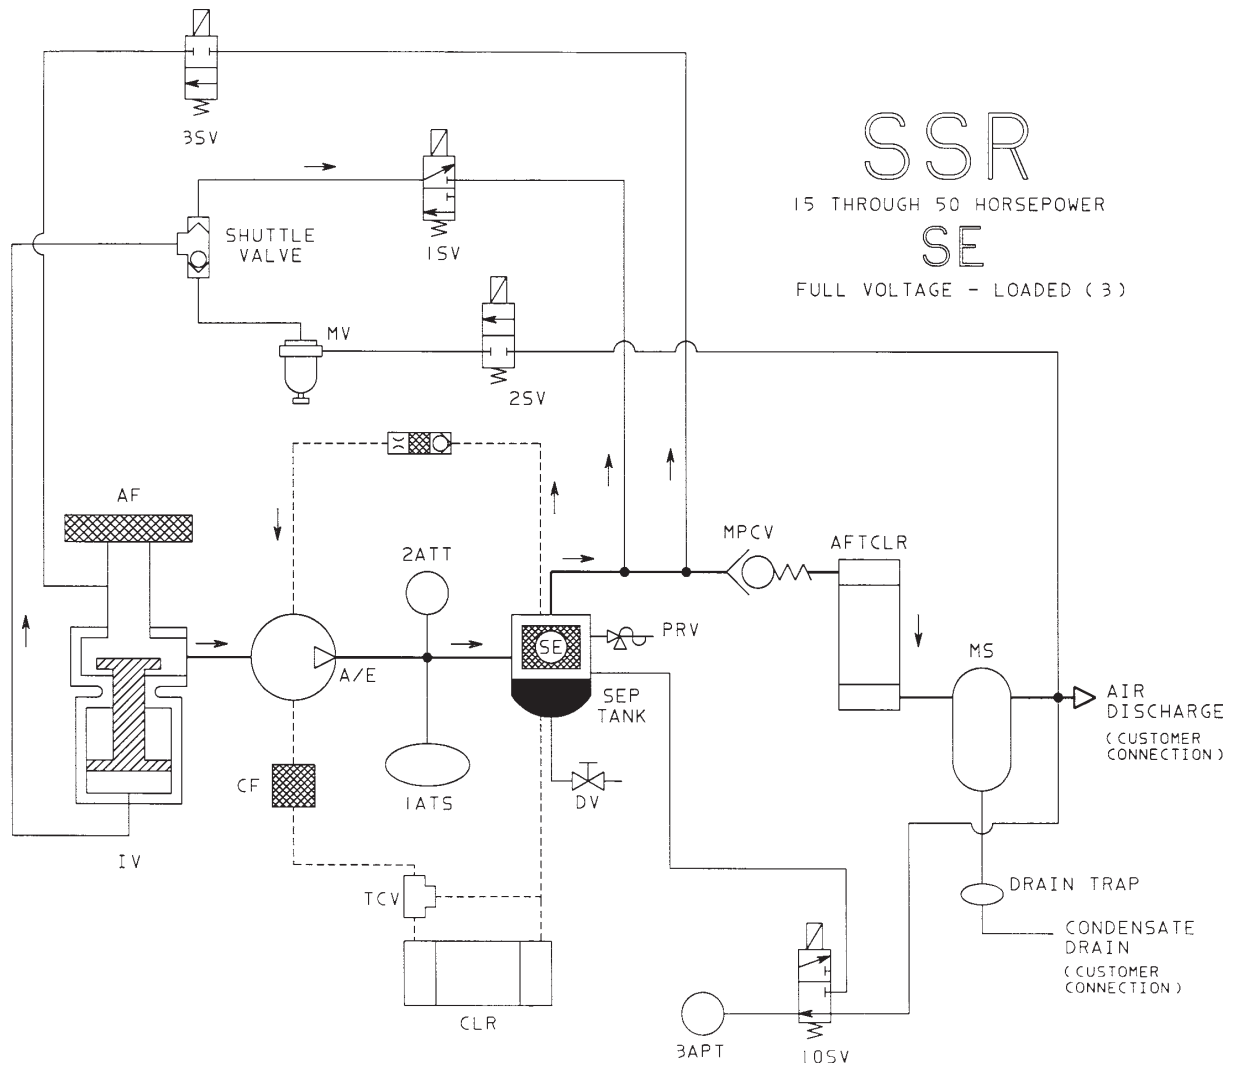 3SV
SSR
15 THROUGH 50 HORSEPOWER
SE
FULL VOLTAGE - LOADED (3)
SHUTTLE
VALVE
1SV
MV
2SV
AF
2ATT
MPCV
AFTCLR
SE
PRV
A/E
MS
SEP
TANK
AIR
DISCHARGE
(CUSTOMER
CONNECTION)
CF
1ATS
DV
IV
TCV
DRAIN TRAP
CONDENSATE
DRAIN
(CUSTOMER
CONNECTION)
CLR
3APT
10SV